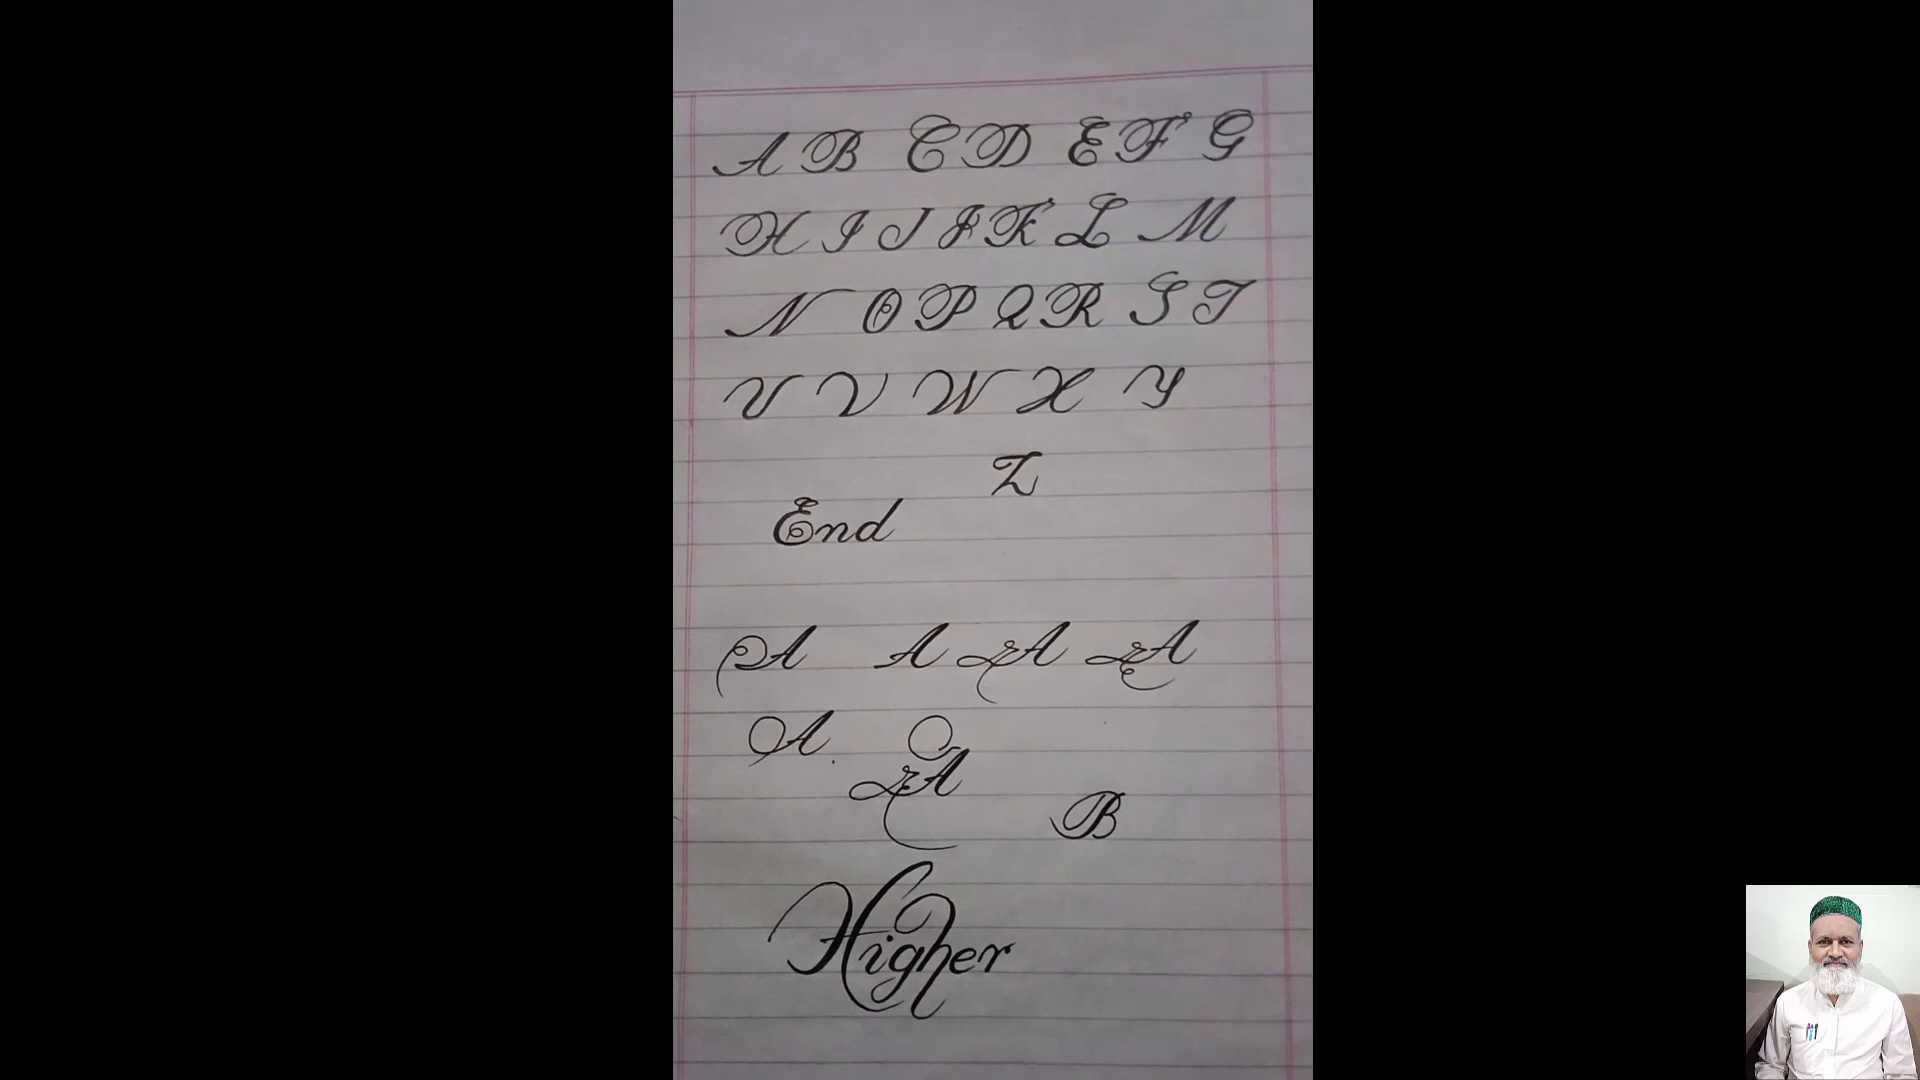 A B C D E F G
H I J J K L M
N O P Q R S T
U V W X Y
Z
End
A A A A
A A
B
Higher